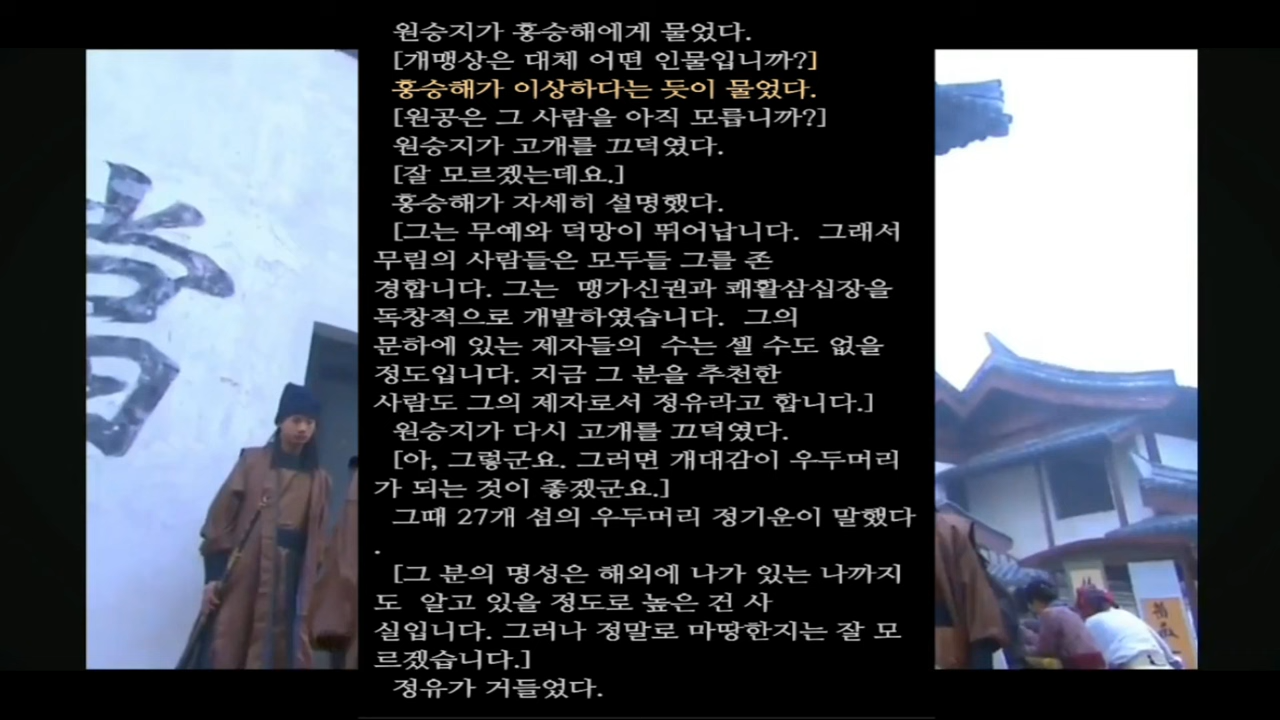 원승지가 홍승해에게 물었다.
[개맹상은 대체 어떤 인물입니까?]
홍승해가 이상하다는 듯이 물었다.
[원공은 그 사람을 아직 모릅니까?]
원승지가 고개를 끄덕였다.
[잘 모르겠는데요.]
홍승해가 자세히 설명했다.
[그는 무예와 덕망이 뛰어납니다.  그래서
무림의 사람들은 모두들 그를 존
경합니다. 그는  맹가신권과 쾌활삼십장을
독창적으로 개발하였습니다.  그의
문하에 있는 제자들의  수는 셀 수도 없을
정도입니다. 지금 그 분을 추천한
사람도 그의 제자로서 정유라고 합니다.]
원승지가 다시 고개를 끄덕였다.
[아, 그렇군요. 그러면 개대감이 우두머리
가 되는 것이 좋겠군요.]
그때 27개 섬의 우두머리 정기운이 말했다
.
[그 분의 명성은 해외에 나가 있는 나까지
도  알고 있을 정도로 높은 건 사
실입니다. 그러나 정말로 마땅한지는 잘 모
르겠습니다.]
정유가 거들었다.
當